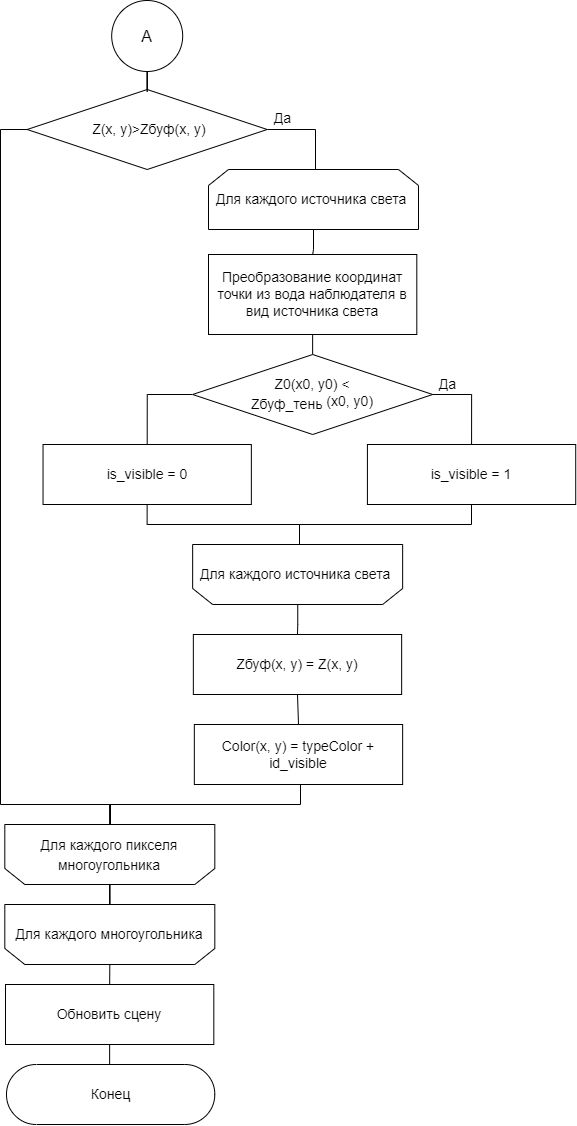 A
Z(x, y)>Zбуф(x, y)
Да
Для каждого источника света
Преобразование координат
точки из вода наблюдателя в
вид источника света
Z0(x0, y0) <
Zбуф_тень (x0, y0)
Да
is_visible = 0
is_visible = 1
Для каждого источника света
Zбуф(x, y) = Z(x, y)
Color(x, y) = typeColor +
id_visible
Для каждого пикселя
многоугольника
Для каждого многоугольника
Обновить сцену
Конец